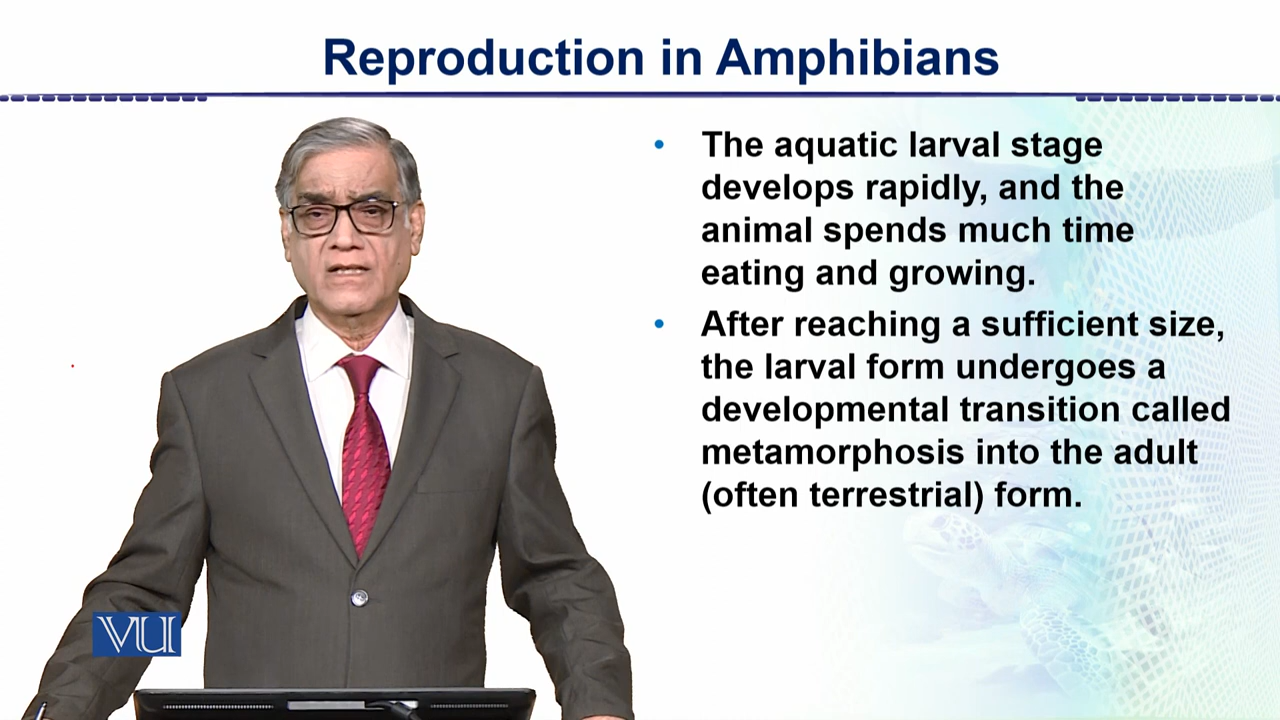 Reproduction in Amphibians
• The aquatic larval stage
develops rapidly, and the
animal spends much time
eating and growing.
• After reaching a sufficient size,
the larval form undergoes a
developmental transition called
metamorphosis into the adult
(often terrestrial) form.
VU